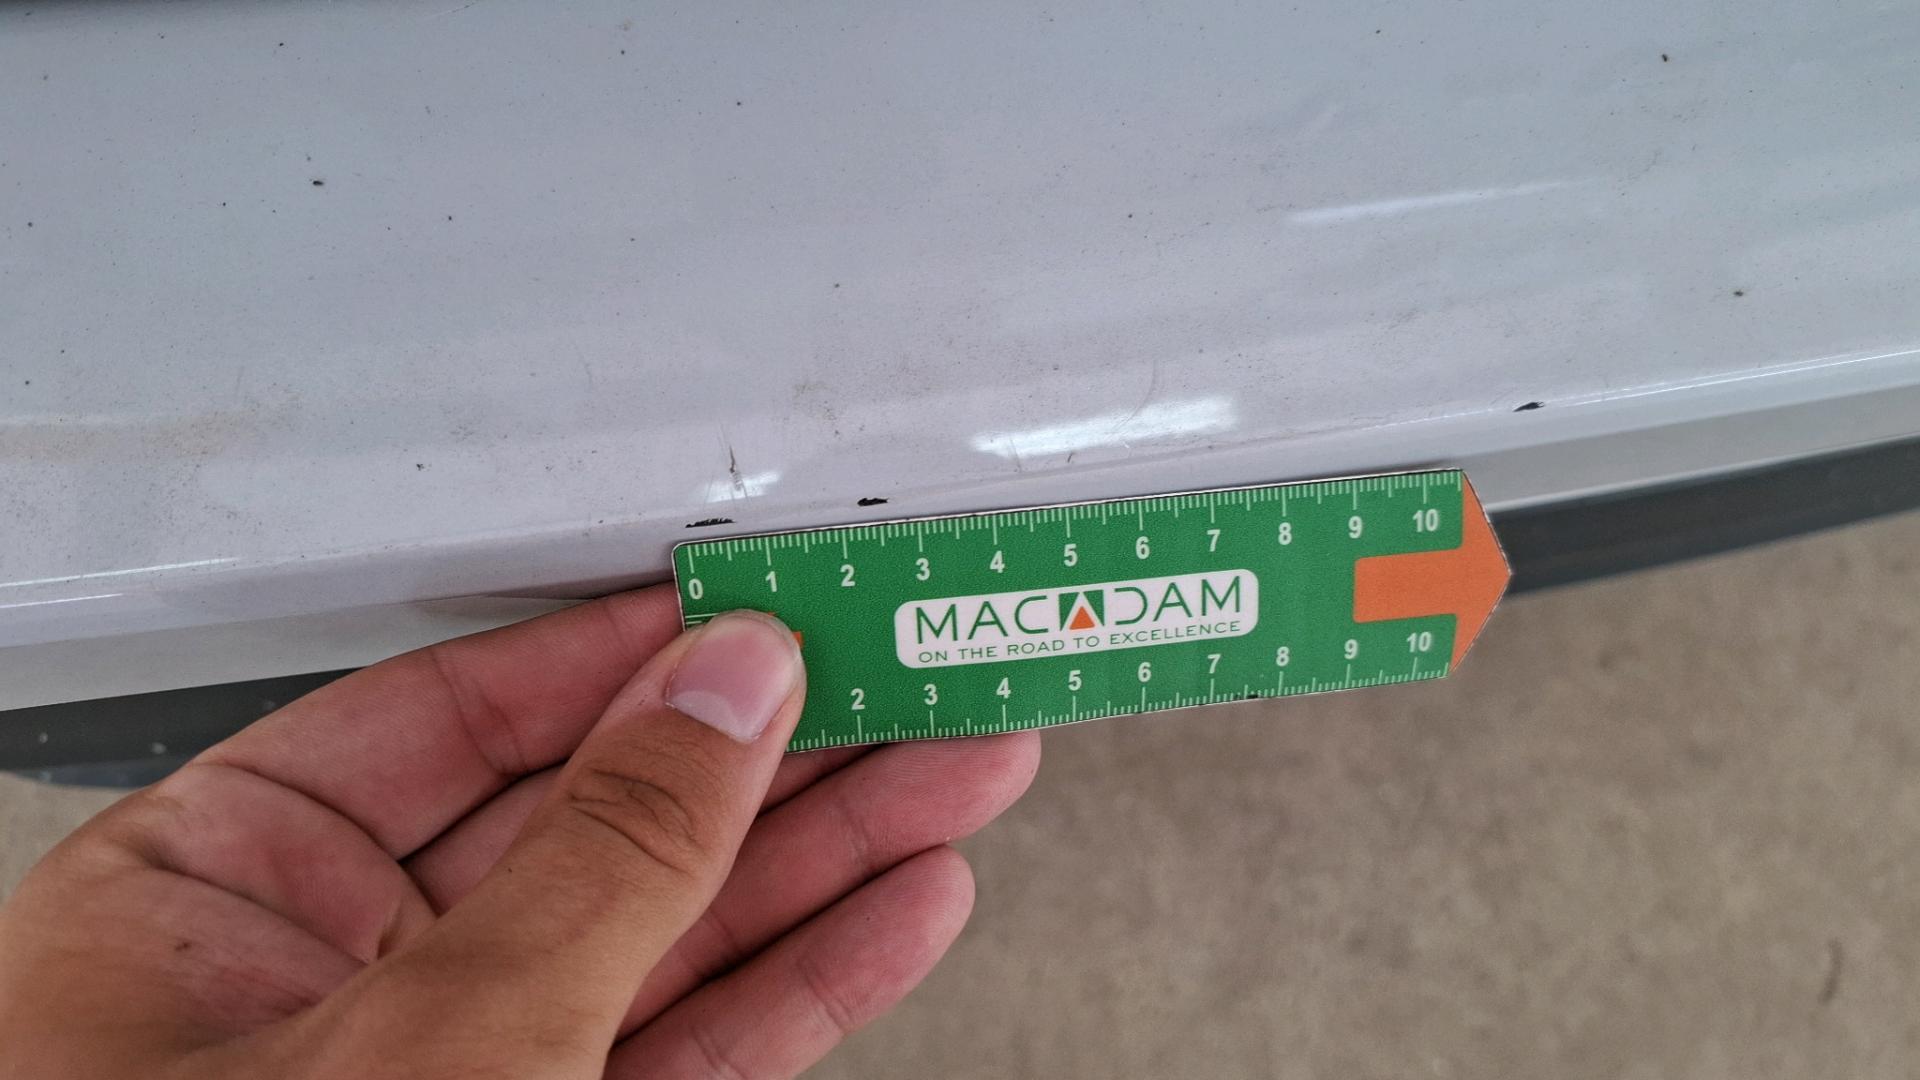 0 1 2 3 4 5 6 7 8 9 10
MACADAM
ON THE ROAD TO EXCELLENCE
2 3 4 5 6 7 8 9 10